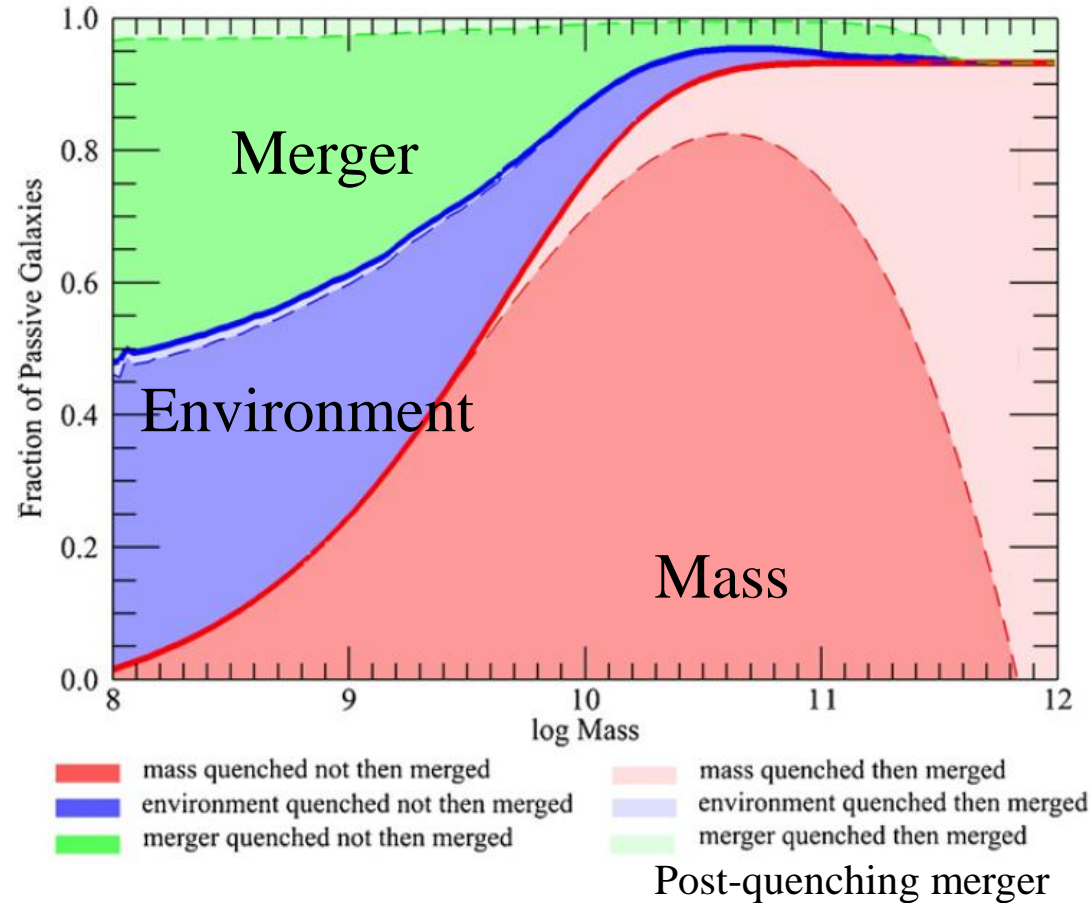 1.0
0.8
0.6
0.4
0.2
0.0
Fraction of Passive Galaxies
Merger
Environment
Mass
8 9 10 11 12
log Mass
mass quenched not then merged
mass quenched then merged
environment quenched not then merged
environment quenched then merged
merger quenched not then merged
merger quenched then merged
Post-quenching merger